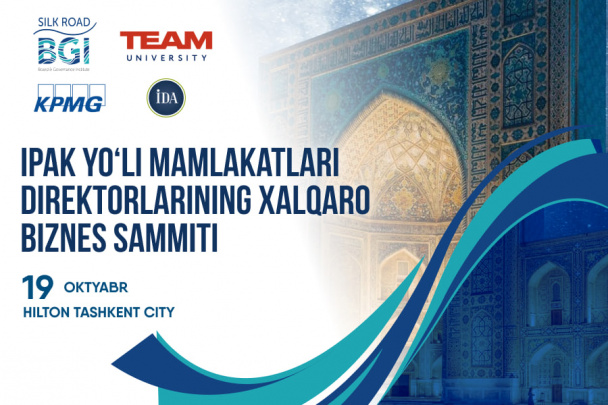 SILK ROAD
BGI
TEAM
UNIVERSITY
KPMG
İDA
IPAK YO‘LI MAMLAKATLARI
DIREKTORLARINING XALQARO
BIZNES SAMMITI
19 OKTYABR
HILTON TASHKENT CITY